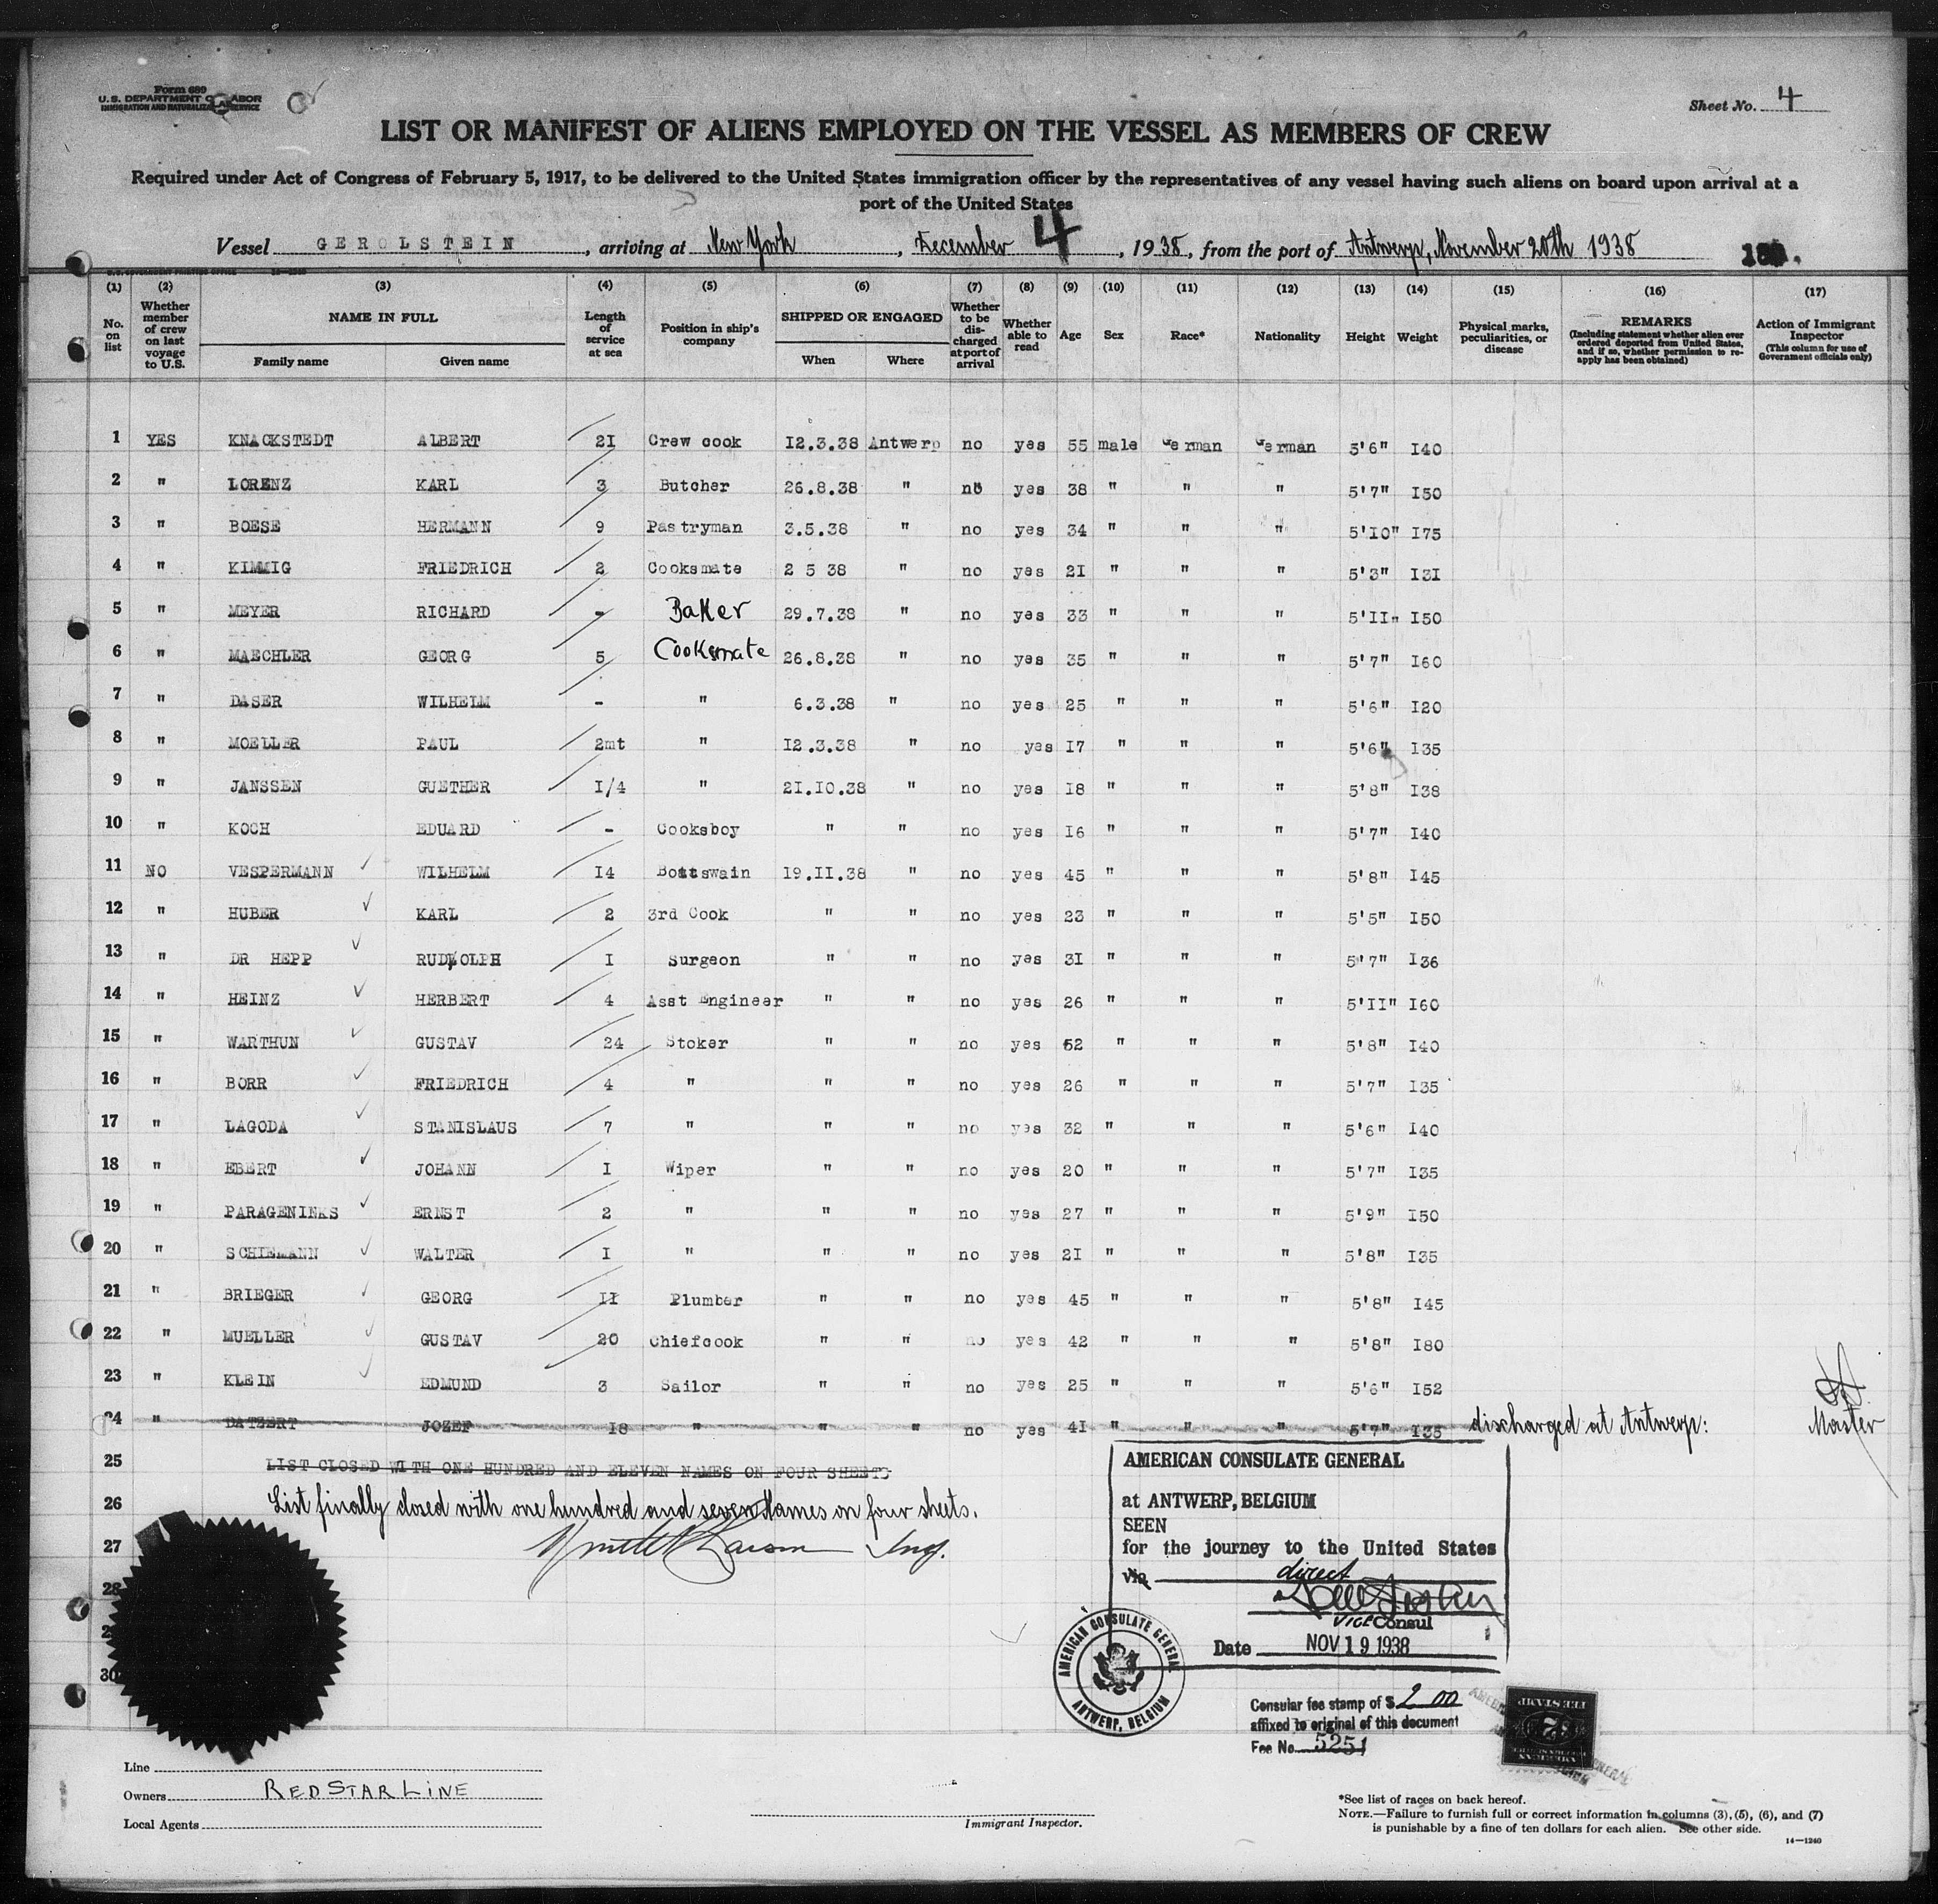 Form 689
U.S. DEPARTMENT OF LABOR
IMMIGRATION AND NATURALIZATION SERVICE
Sheet No. 4
LIST OR MANIFEST OF ALIENS EMPLOYED ON THE VESSEL AS MEMBERS OF CREW
Required under Act of Congress of February 5, 1917, to be delivered to the United States immigration officer by the representatives of any vessel having such aliens on board upon arrival at a
port of the United States
Vessel GEROLSTEIN, arriving at New York, December 4, 1938, from the port of Antwerp, November 20th 1938
(1) No. on list
(2) Whether member of crew on last voyage to U.S.
(3) NAME IN FULL Family name Given name
(4) Length of service at sea
(5) Position in ship's company
(6) SHIPPED OR ENGAGED When Where
(7) Whether to be discharged at port of arrival
(8) Whether able to read
(9) Age
(10) Sex
(11) Race*
(12) Nationality
(13) Height
(14) Weight
(15) Physical marks, peculiarities, or disease
(16) REMARKS (Including statement whether alien ever ordered deported from United States, and if so, whether permission to reapply has been obtained)
(17) Action of Immigrant Inspector (This column for use of Government officials only)
1 YES KNACKSTEDT ALBERT 21 Crew cook 12.3.38 Antwerp no yes 55 male German German 5'6" 140
2 " LORENZ KARL 3 Butcher 26.8.38 " no yes 38 " " " 5'7" 150
3 " BOESE HERMANN 9 Pastryman 3.5.38 " no yes 34 " " " 5'10" 175
4 " KIMMIG FRIEDRICH 2 Cooksmate 2 5 38 " no yes 21 " " " 5'3" 131
5 " MEYER RICHARD - Baker 29.7.38 " no yes 33 " " " 5'11" 150
6 " MAECHLER GEORG 5 Cooksmate 26.8.38 " no yes 35 " " " 5'7" 160
7 " DASER WILHELM - " 6.3.38 " no yes 25 " " " 5'6" 120
8 " MOELLER PAUL 2mt " 12.3.38 " no yes 17 " " " 5'6" 135
9 " JANSSEN GUETHER 1/4 " 21.10.38 " no yes 18 " " " 5'8" 138
10 " KOCH EDUARD - Cooksboy " " no yes 16 " " " 5'7" 140
11 NO VESPERMANN WILHELM 14 Bottswain 19.11.38 " no yes 45 " " " 5'8" 145
12 " HUBER KARL 2 3rd Cook " " no yes 23 " " " 5'5" 150
13 " DR HEPP RUDOLPH 1 Surgeon " " no yes 31 " " " 5'7" 136
14 " HEINZ HERBERT 4 Asst Engineer " " no yes 26 " " " 5'11" 160
15 " WARTHUN GUSTAV 24 Stoker " " no yes 52 " " " 5'8" 140
16 " BORR FRIEDRICH 4 " " " no yes 26 " " " 5'7" 135
17 " LAGODA STANISLAUS 7 " " " no yes 32 " " " 5'6" 140
18 " EBERT JOHANN 1 Wiper " " no yes 20 " " " 5'7" 135
19 " PARAGENINKS ERNST 2 " " " no yes 27 " " " 5'9" 150
20 " SCHIEMANN WALTER 1 " " " no yes 21 " " " 5'8" 135
21 " BRIEGER GEORG 11 Plumber " " no yes 45 " " " 5'8" 145
22 " MUELLER GUSTAV 20 Chiefcook " " no yes 42 " " " 5'8" 180
23 " KLEIN EDMUND 3 Sailor " " no yes 25 " " " 5'6" 152
24 " DATZERT JOZEF 18 " " " no yes 41 " " " 5'7" 135 discharged at Antwerp: Master
25 LIST CLOSED WITH ONE HUNDRED AND ELEVEN NAMES ON FOUR SHEETS
26 List finally closed with one hundred and seven Names on four sheets.
27
28
30
AMERICAN CONSULATE GENERAL
at ANTWERP, BELGIUM
SEEN
for the journey to the United States
via direct
Vice Consul
Date NOV 19 1938
AMERICAN CONSULATE GENERAL
ANTWERP, BELGIUM
Consular fee stamp of $ 2 00
affixed to original of this document
Fee No. 5251
FEE STAMP
Line
Owners RED STAR LINE
Local Agents
Immigrant Inspector.
*See list of races on back hereof.
NOTE.—Failure to furnish full or correct information in columns (3), (5), (6), and (7)
is punishable by a fine of ten dollars for each alien. See other side.
14—1240